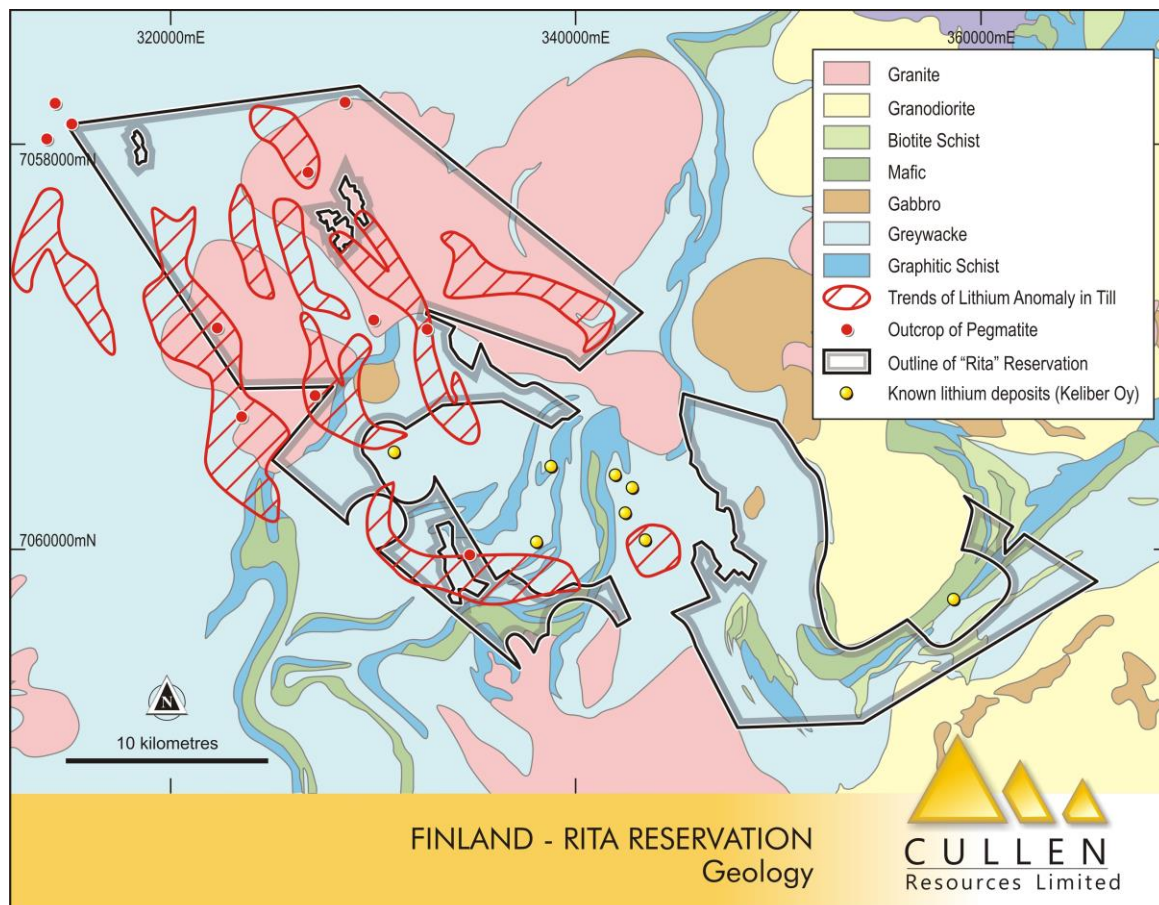 320000mE
340000mE
360000mE
7058000mN
7060000mN
Granite
Granodiorite
Biotite Schist
Mafic
Gabbro
Greywacke
Graphitic Schist
Trends of Lithium Anomaly in Till
Outcrop of Pegmatite
Outline of “Rita” Reservation
Known lithium deposits (Keliber Oy)
N
10 kilometres
FINLAND - RITA RESERVATION
Geology
CULLEN
Resources Limited